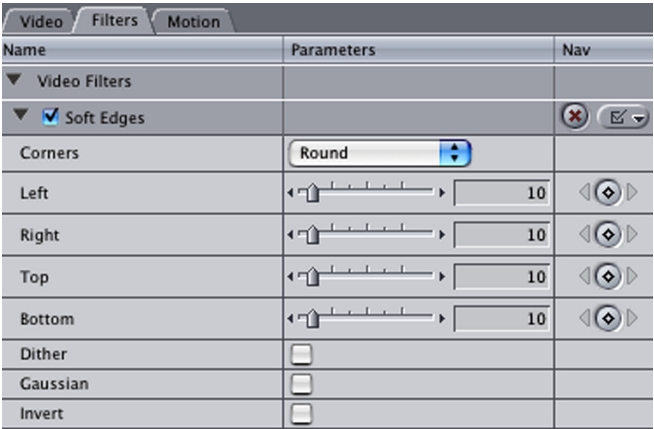 Video Filters Motion
Name Parameters Nav
Video Filters
Soft Edges
Corners Round
Left 10
Right 10
Top 10
Bottom 10
Dither
Gaussian
Invert